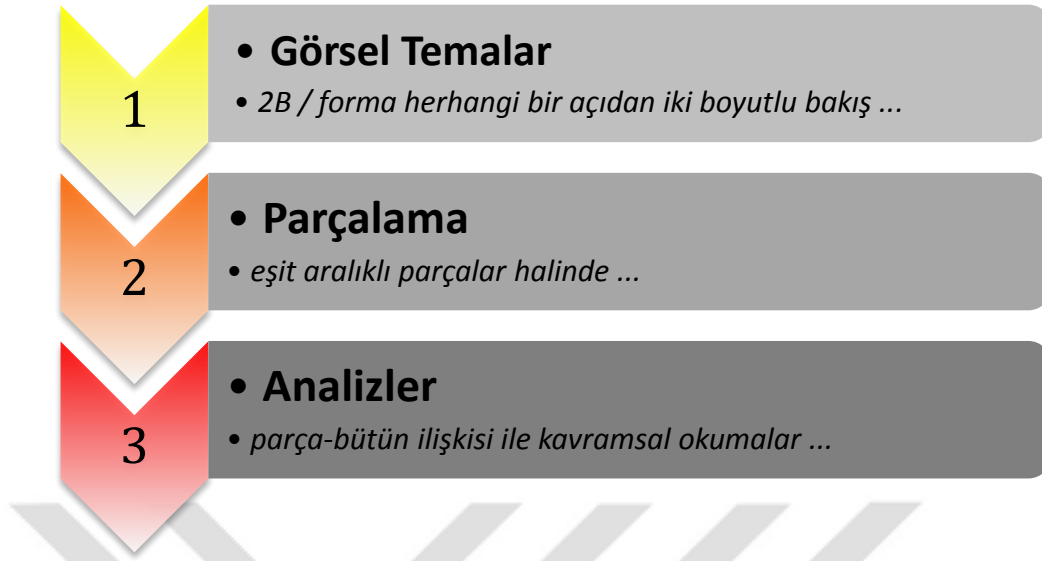 1
• Görsel Temalar
• 2B / forma herhangi bir açıdan iki boyutlu bakış ...
2
• Parçalama
• eşit aralıklı parçalar halinde ...
3
• Analizler
• parça-bütün ilişkisi ile kavramsal okumalar ...